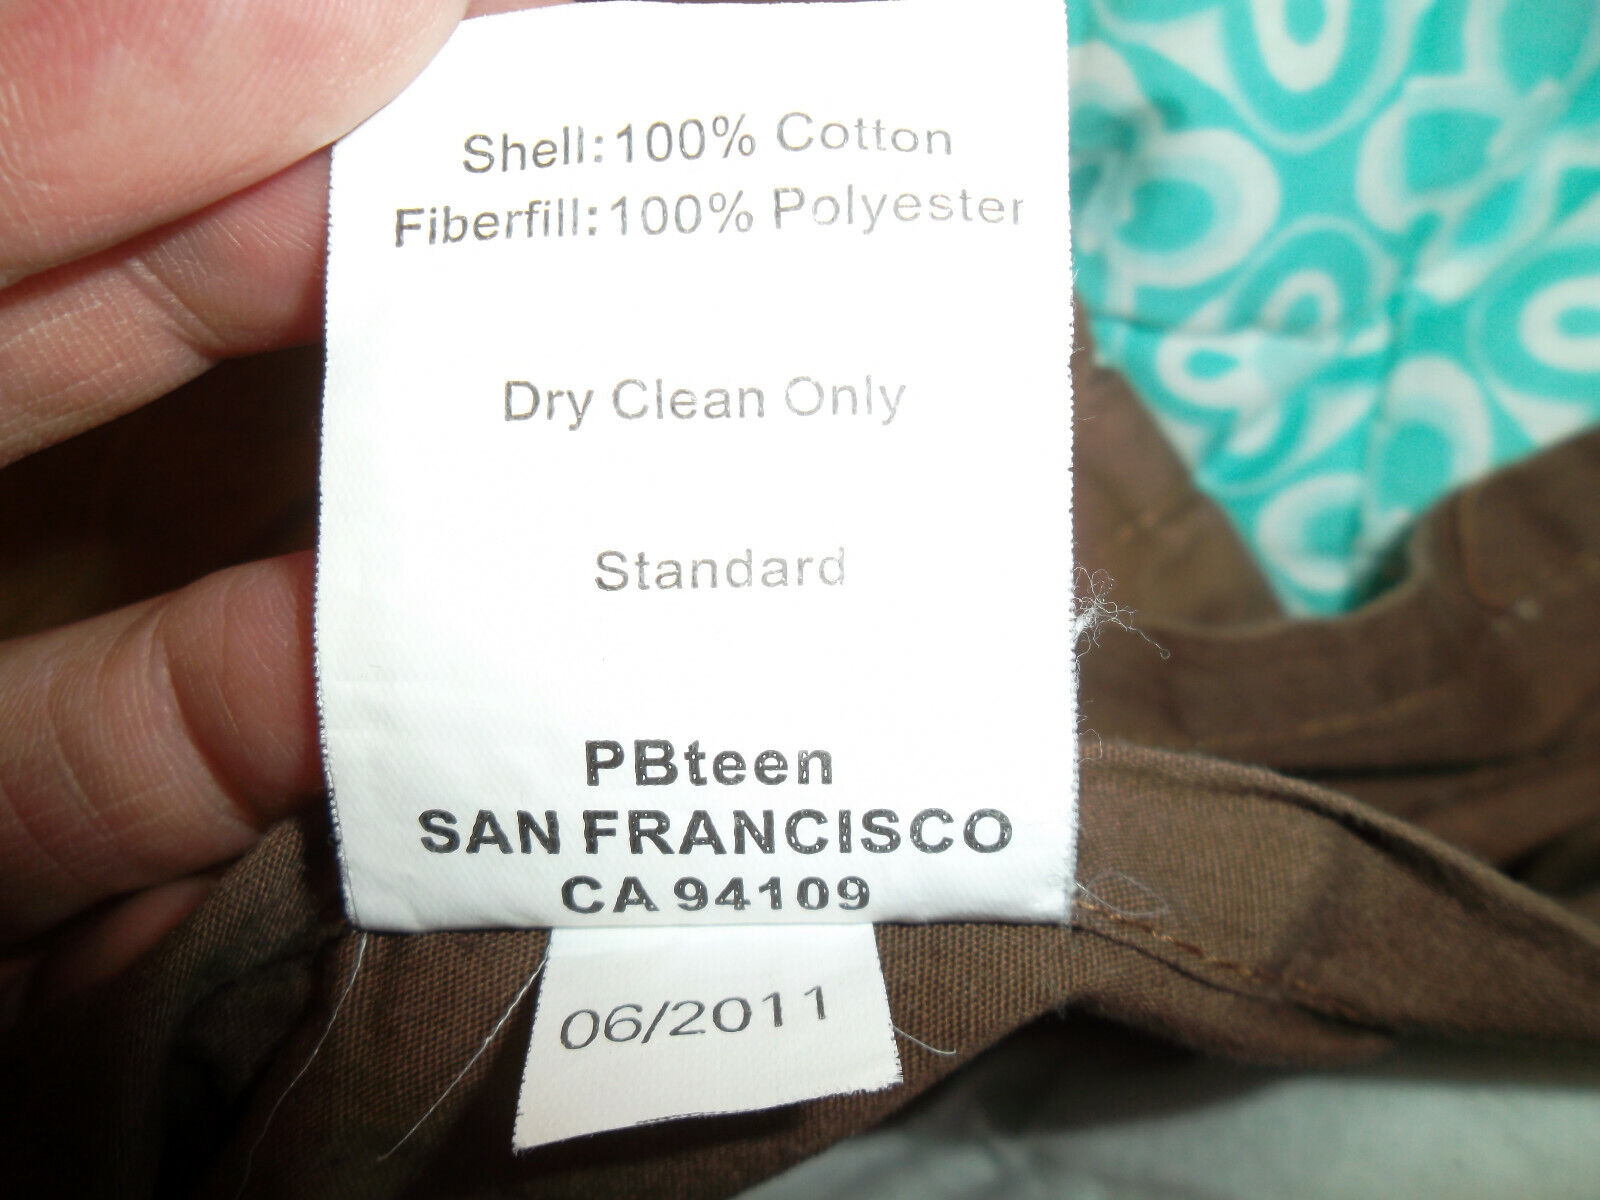 Shell:100% Cotton
Fiberfill:100% Polyester
Dry Clean Only
Standard
PBteen
SAN FRANCISCO
CA 94109
06/2011